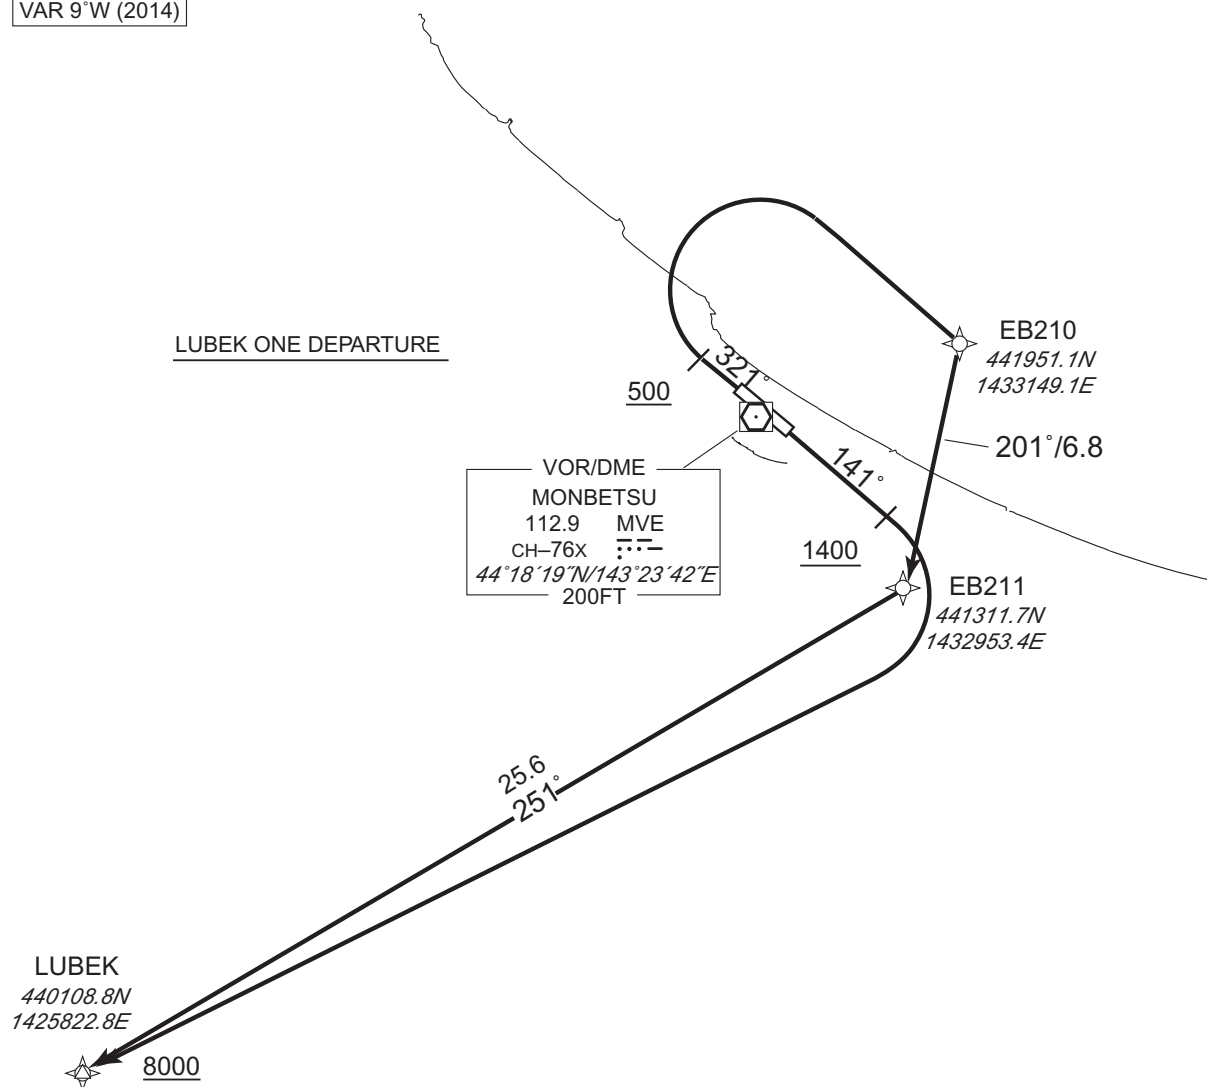 VAR 9˚W (2014)
LUBEK ONE DEPARTURE
321˚
500
EB210
441951.1N
1433149.1E
201˚/6.8
VOR/DME
MONBETSU
112.9 MVE
CH–76X
44˚18´19˝N/143˚23´42˝E
200FT
141˚
1400
EB211
441311.7N
1432953.4E
25.6
251˚
LUBEK
440108.8N
1425822.8E
8000